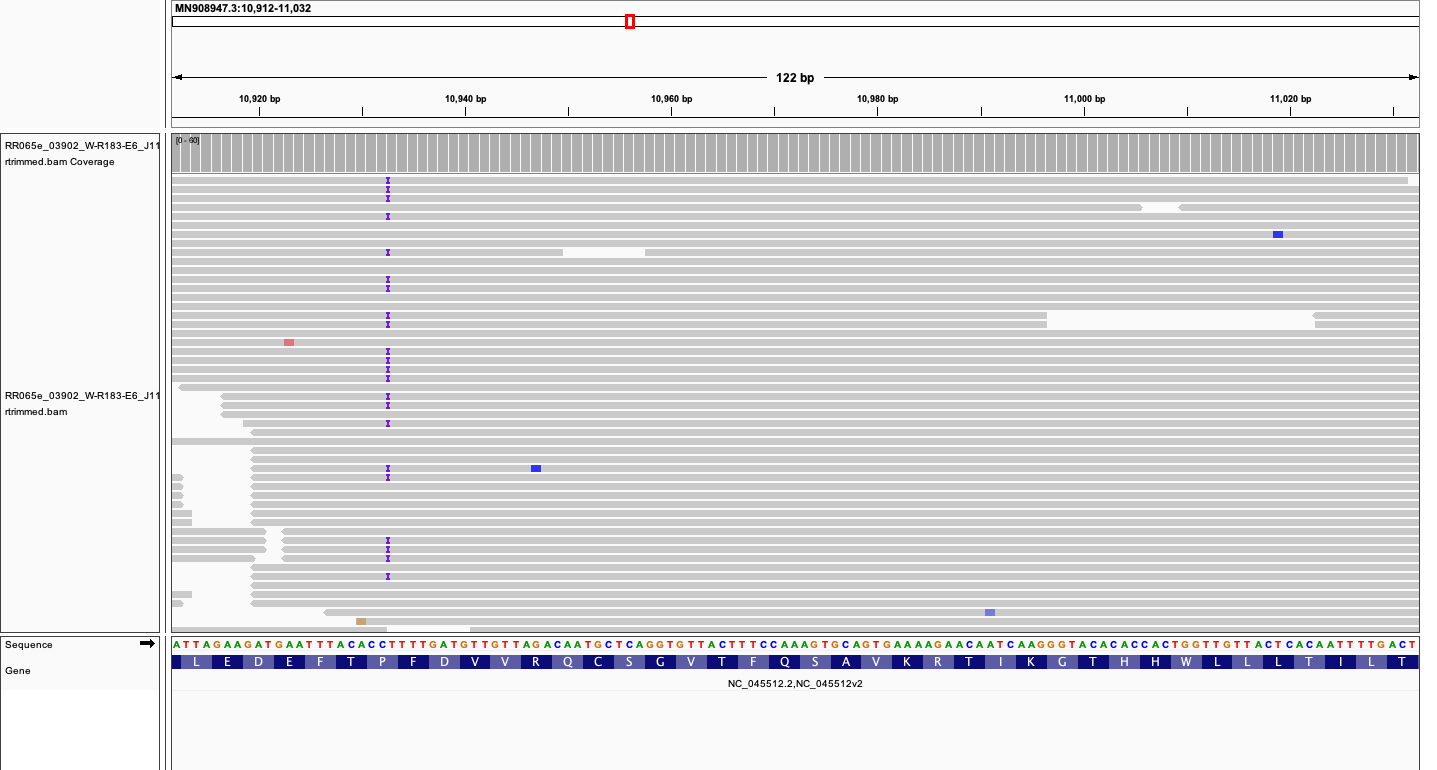 MN908947.3:10,912-11,032
122 bp
10,920 bp 10,940 bp 10,960 bp 10,980 bp 11,000 bp 11,020 bp
RR065e_03902_W-R183-E6_J11
rtrimmed.bam Coverage
[0 - 60]
RR065e_03902_W-R183-E6_J11
rtrimmed.bam
Sequence
A T T A G A A G A T G A A T T T A C A C C T T T T G A T G T T G T T A G A C A A T G C T C A G G T G T T A C T T T C C A A A G T G C A G T G A A A A G A A C A A T C A A G G G T A C A C A C C A C T G G T T G T T A C T C A C A A T T T T G A C T
Gene
L E D E F T P F D V V R Q C S G V T F Q S A V K R T I K G T H H W L L L T I L T
NC_045512.2,NC_045512v2